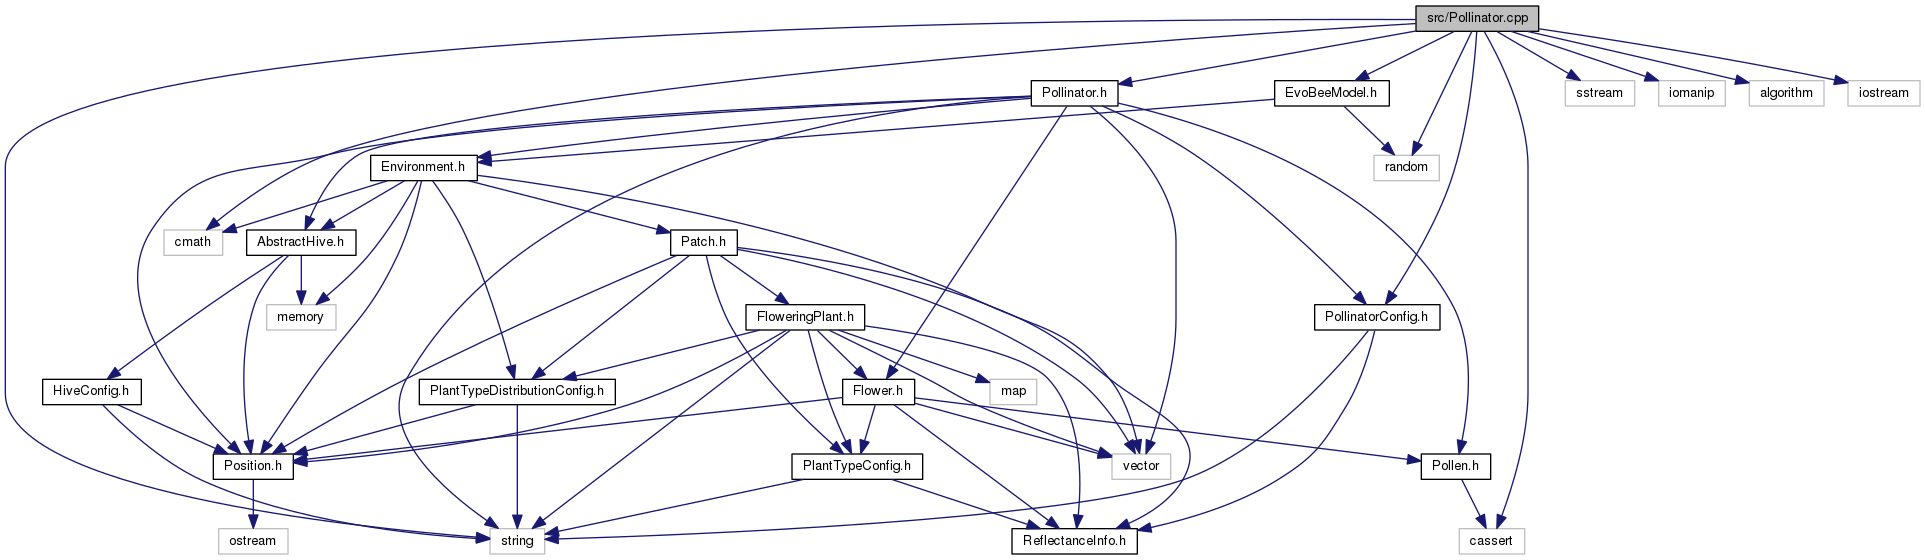 src/Pollinator.cpp
Pollinator.h
EvoBeeModel.h
sstream
iomanip
algorithm
iostream
Environment.h
random
cmath
AbstractHive.h
Patch.h
memory
FloweringPlant.h
PollinatorConfig.h
HiveConfig.h
PlantTypeDistributionConfig.h
Flower.h
map
Position.h
PlantTypeConfig.h
vector
Pollen.h
ostream
string
ReflectanceInfo.h
cassert